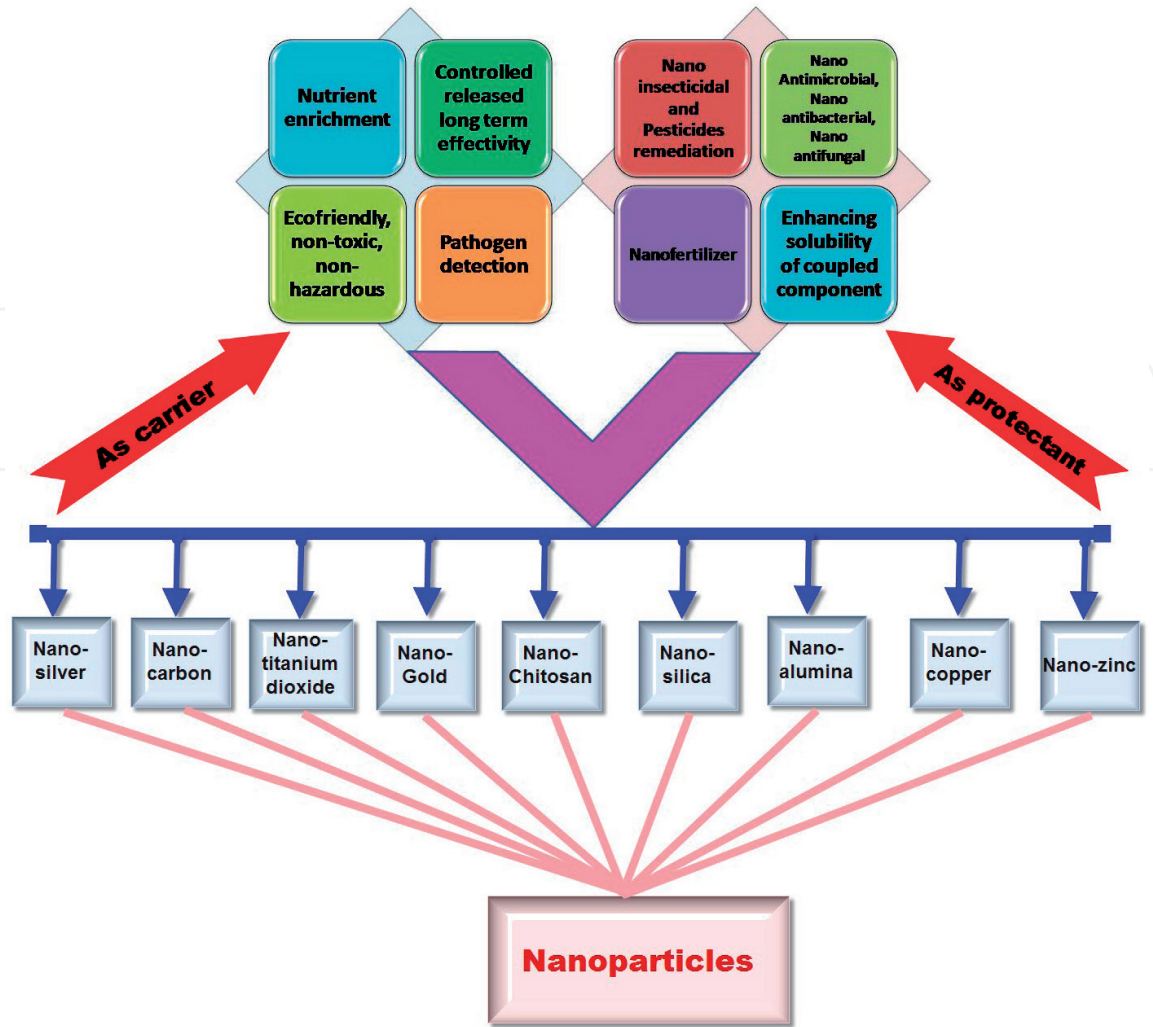 Nutrient
enrichment
Controlled
released
long term
effectivity
Ecofriendly,
non-toxic,
non-
hazardous
Pathogen
detection
Nano
insecticidal
and
Pesticides
remediation
Nano
Antimicrobial,
Nano
antibacterial,
Nano
antifungal
Nanofertilizer
Enhancing
solubility
of coupled
component
As carrier
As protectant
Nano-
silver
Nano-
carbon
Nano-
titanium
dioxide
Nano-
Gold
Nano-
Chitosan
Nano-
silica
Nano-
alumina
Nano-
copper
Nano-zinc
Nanoparticles